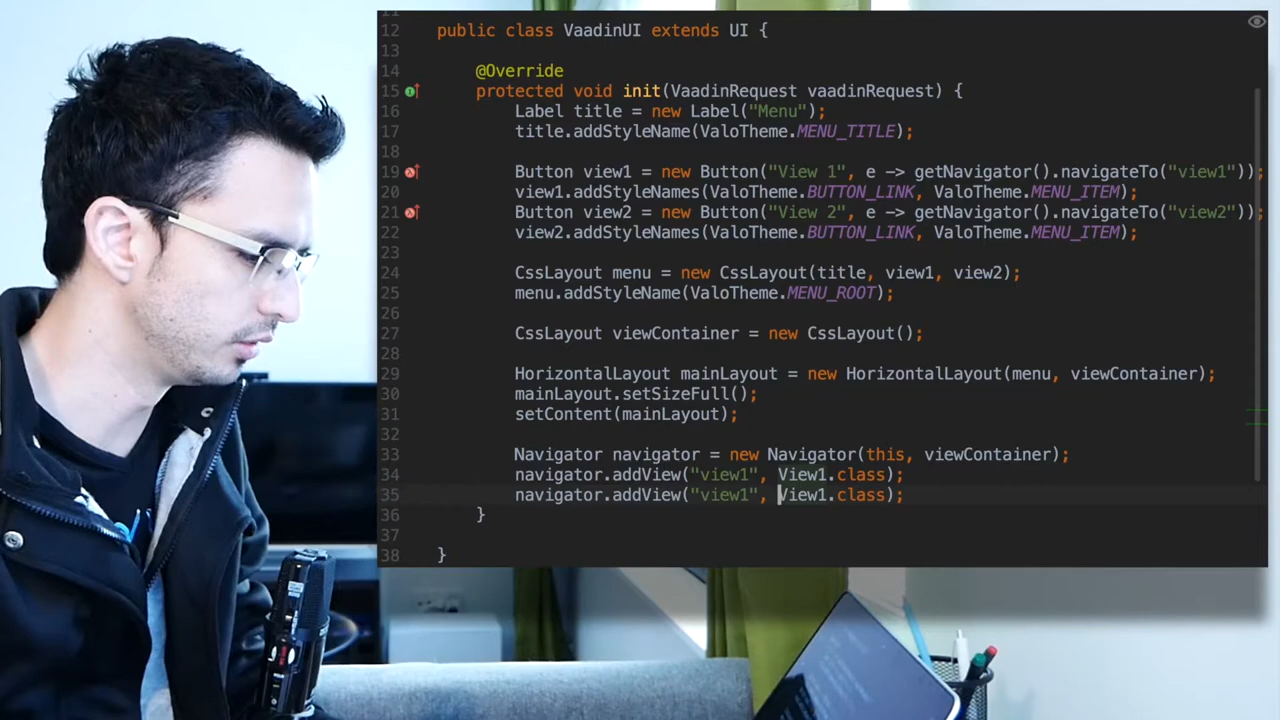 12 public class VaadinUI extends UI {
13
14 @Override
15 protected void init(VaadinRequest vaadinRequest) {
16 Label title = new Label("Menu");
17 title.addStyleName(ValoTheme.MENU_TITLE);
18
19 Button view1 = new Button("View 1", e -> getNavigator().navigateTo("view1"));
20 view1.addStyleNames(ValoTheme.BUTTON_LINK, ValoTheme.MENU_ITEM);
21 Button view2 = new Button("View 2", e -> getNavigator().navigateTo("view2"));
22 view2.addStyleNames(ValoTheme.BUTTON_LINK, ValoTheme.MENU_ITEM);
23
24 CssLayout menu = new CssLayout(title, view1, view2);
25 menu.addStyleName(ValoTheme.MENU_ROOT);
26
27 CssLayout viewContainer = new CssLayout();
28
29 HorizontalLayout mainLayout = new HorizontalLayout(menu, viewContainer);
30 mainLayout.setSizeFull();
31 setContent(mainLayout);
32
33 Navigator navigator = new Navigator(this, viewContainer);
34 navigator.addView("view1", View1.class);
35 navigator.addView("view1", View1.class);
36 }
37
38 }